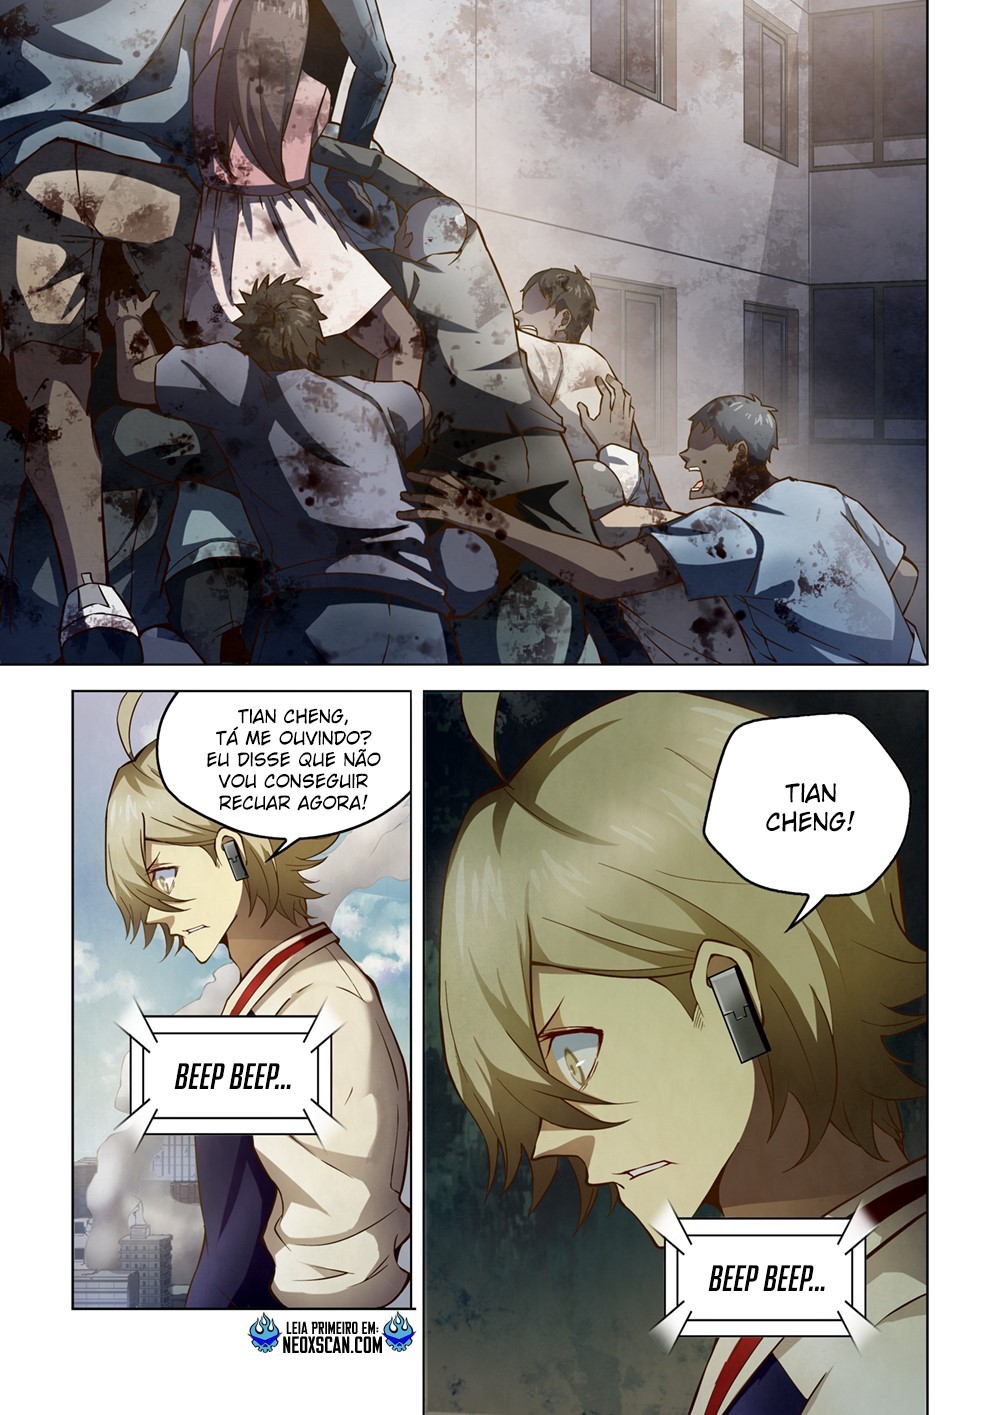 TIAN CHENG,
TÁ ME OUVINDO?
EU DISSE QUE NÃO
VOU CONSEGUIR
RECUAR AGORA!
BEEP BEEP...
TIAN
CHENG!
BEEP BEEP...
LEIA PRIMEIRO EM:
NEOXSCAN.COM